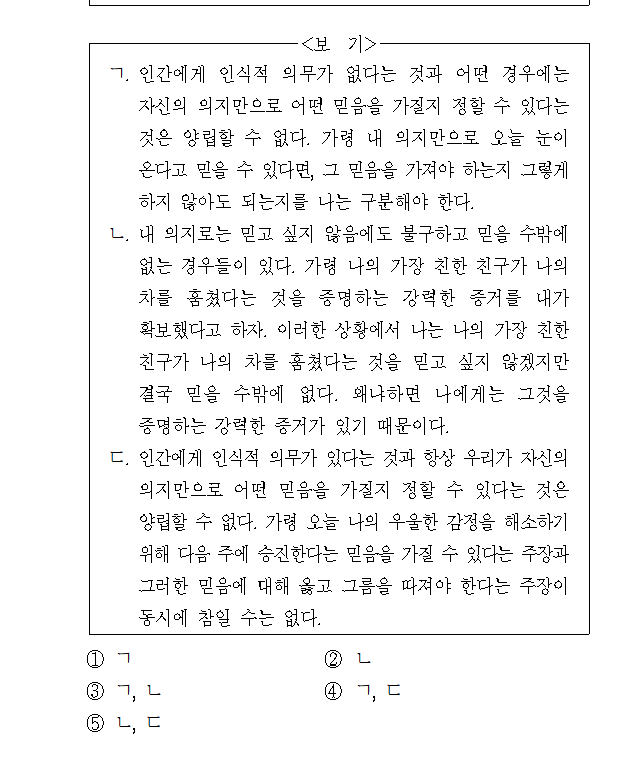 <보 기>
ㄱ. 인간에게 인식적 의무가 없다는 것과 어떤 경우에는
자신의 의지만으로 어떤 믿음을 가질지 정할 수 있다는
것은 양립할 수 없다. 가령 내 의지만으로 오늘 눈이
온다고 믿을 수 있다면, 그 믿음을 가져야 하는지 그렇게
하지 않아도 되는지를 나는 구분해야 한다.
ㄴ. 내 의지로는 믿고 싶지 않음에도 불구하고 믿을 수밖에
없는 경우들이 있다. 가령 나의 가장 친한 친구가 나의
차를 훔쳤다는 것을 증명하는 강력한 증거를 내가
확보했다고 하자. 이러한 상황에서 나는 나의 가장 친한
친구가 나의 차를 훔쳤다는 것을 믿고 싶지 않겠지만
결국 믿을 수밖에 없다. 왜냐하면 나에게는 그것을
증명하는 강력한 증거가 있기 때문이다.
ㄷ. 인간에게 인식적 의무가 있다는 것과 항상 우리가 자신의
의지만으로 어떤 믿음을 가질지 정할 수 있다는 것은
양립할 수 없다. 가령 오늘 나의 우울한 감정을 해소하기
위해 다음 주에 승진한다는 믿음을 가질 수 있다는 주장과
그러한 믿음에 대해 옳고 그름을 따져야 한다는 주장이
동시에 참일 수는 없다.
① ㄱ ② ㄴ
③ ㄱ, ㄴ ④ ㄱ, ㄷ
⑤ ㄴ, ㄷ